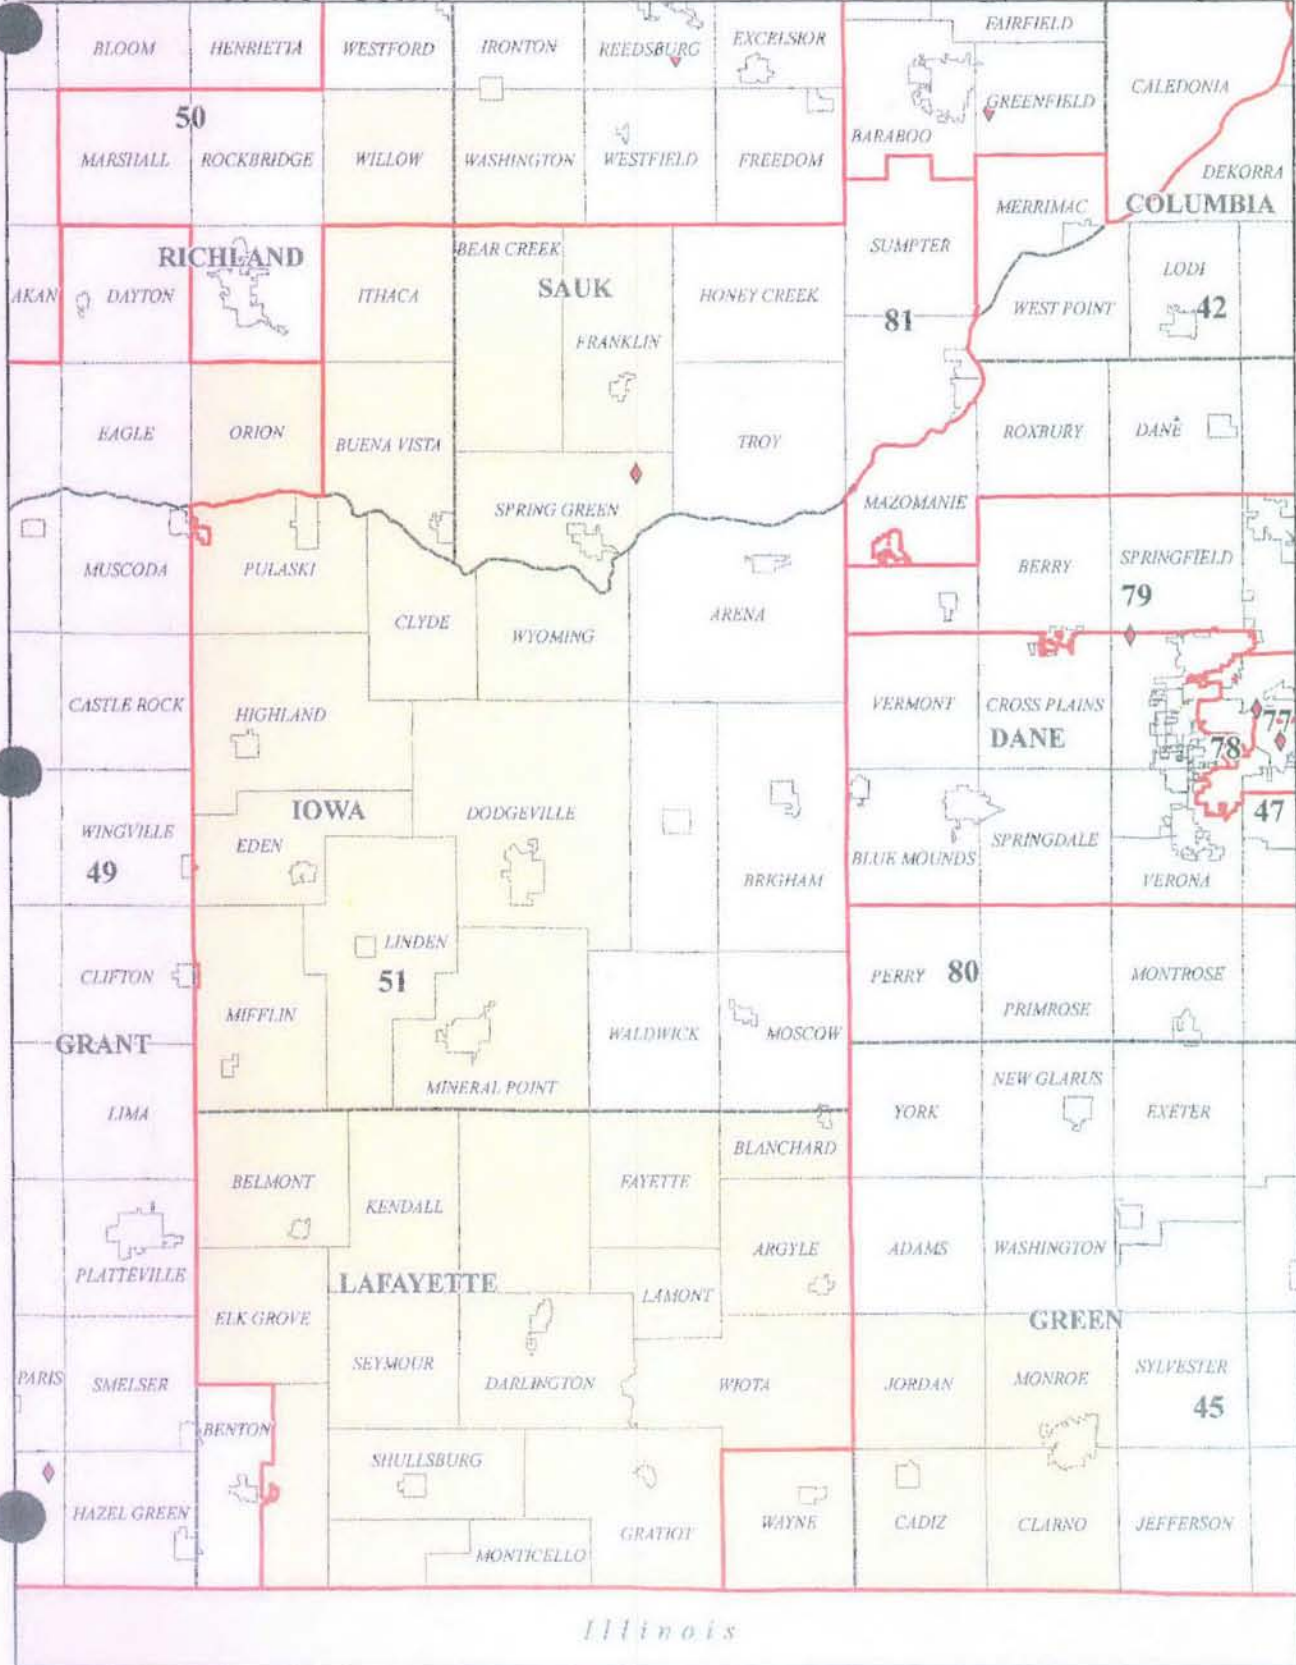 FAIRFIELD
BLOOM HENRIETTA WESTFORD IRONTON REEDSBURG EXCELSIOR
CALEDONIA
50 GREENFIELD
BARABOO
MARSHALL ROCKBRIDGE WILLOW WASHINGTON WESTFIELD FREEDOM
DEKORRA
MERRIMAC COLUMBIA
RICHLAND BEAR CREEK SUMPTER
SAUK LODI
AKAN DAYTON ITHACA HONEY CREEK
WEST POINT 42
81
FRANKLIN
EAGLE ORION BUENA VISTA TROY ROXBURY DANE
SPRING GREEN MAZOMANIE
MUSCODA PULASKI BERRY SPRINGFIELD
79
CLYDE WYOMING ARENA
CASTLE ROCK HIGHLAND VERMONT CROSS PLAINS
DANE 78 77
IOWA DODGEVILLE 47
WINGVILLE EDEN SPRINGDALE
49 BLUE MOUNDS
BRIGHAM VERONA
LINDEN
CLIFTON 51 PERRY 80 MONTROSE
MIFFLIN PRIMROSE
GRANT WALDWICK MOSCOW
MINERAL POINT NEW GLARUS
LIMA YORK EXETER
BLANCHARD
BELMONT FAYETTE
KENDALL
ARGYLE ADAMS WASHINGTON
PLATTEVILLE LAFAYETTE
LAMONT
ELK GROVE GREEN
SEYMOUR SYLVESTER
PARIS SMELSER DARLINGTON WIOTA JORDAN MONROE
45
BENTON
SHULLSBURG
HAZEL GREEN WAYNE CADIZ CLARNO JEFFERSON
GRATIOT
MONTICELLO
Illinois